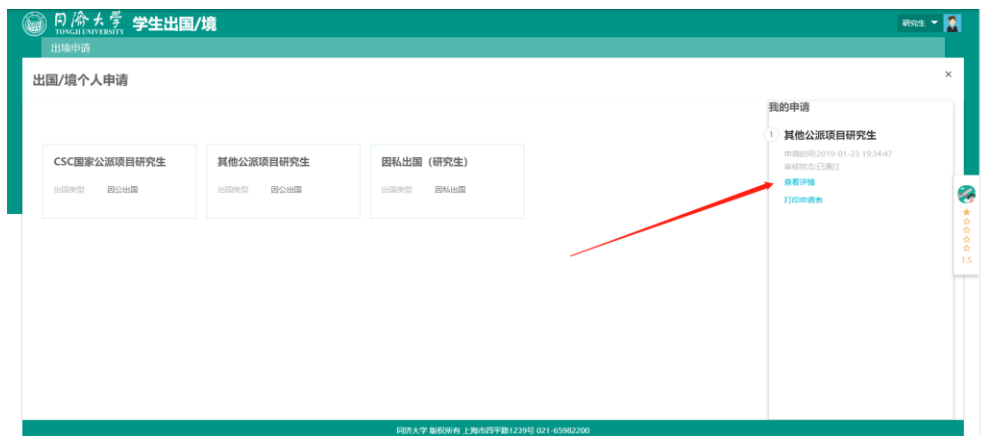 同济大学 学生出国/境
TONGJI UNIVERSITY
研究生
出境申请
出国/境个人申请
×
CSC国家公派项目研究生
出国类型 因公出国
其他公派项目研究生
出国类型 因公出国
因私出国（研究生）
出国类型 因私出国
我的申请
1 其他公派项目研究生
申请时间:2019-01-23 19:34:47
审核状态:已通过
查看详情
打印申请表
1.5
同济大学 版权所有 上海市四平路1239号 021-65982200